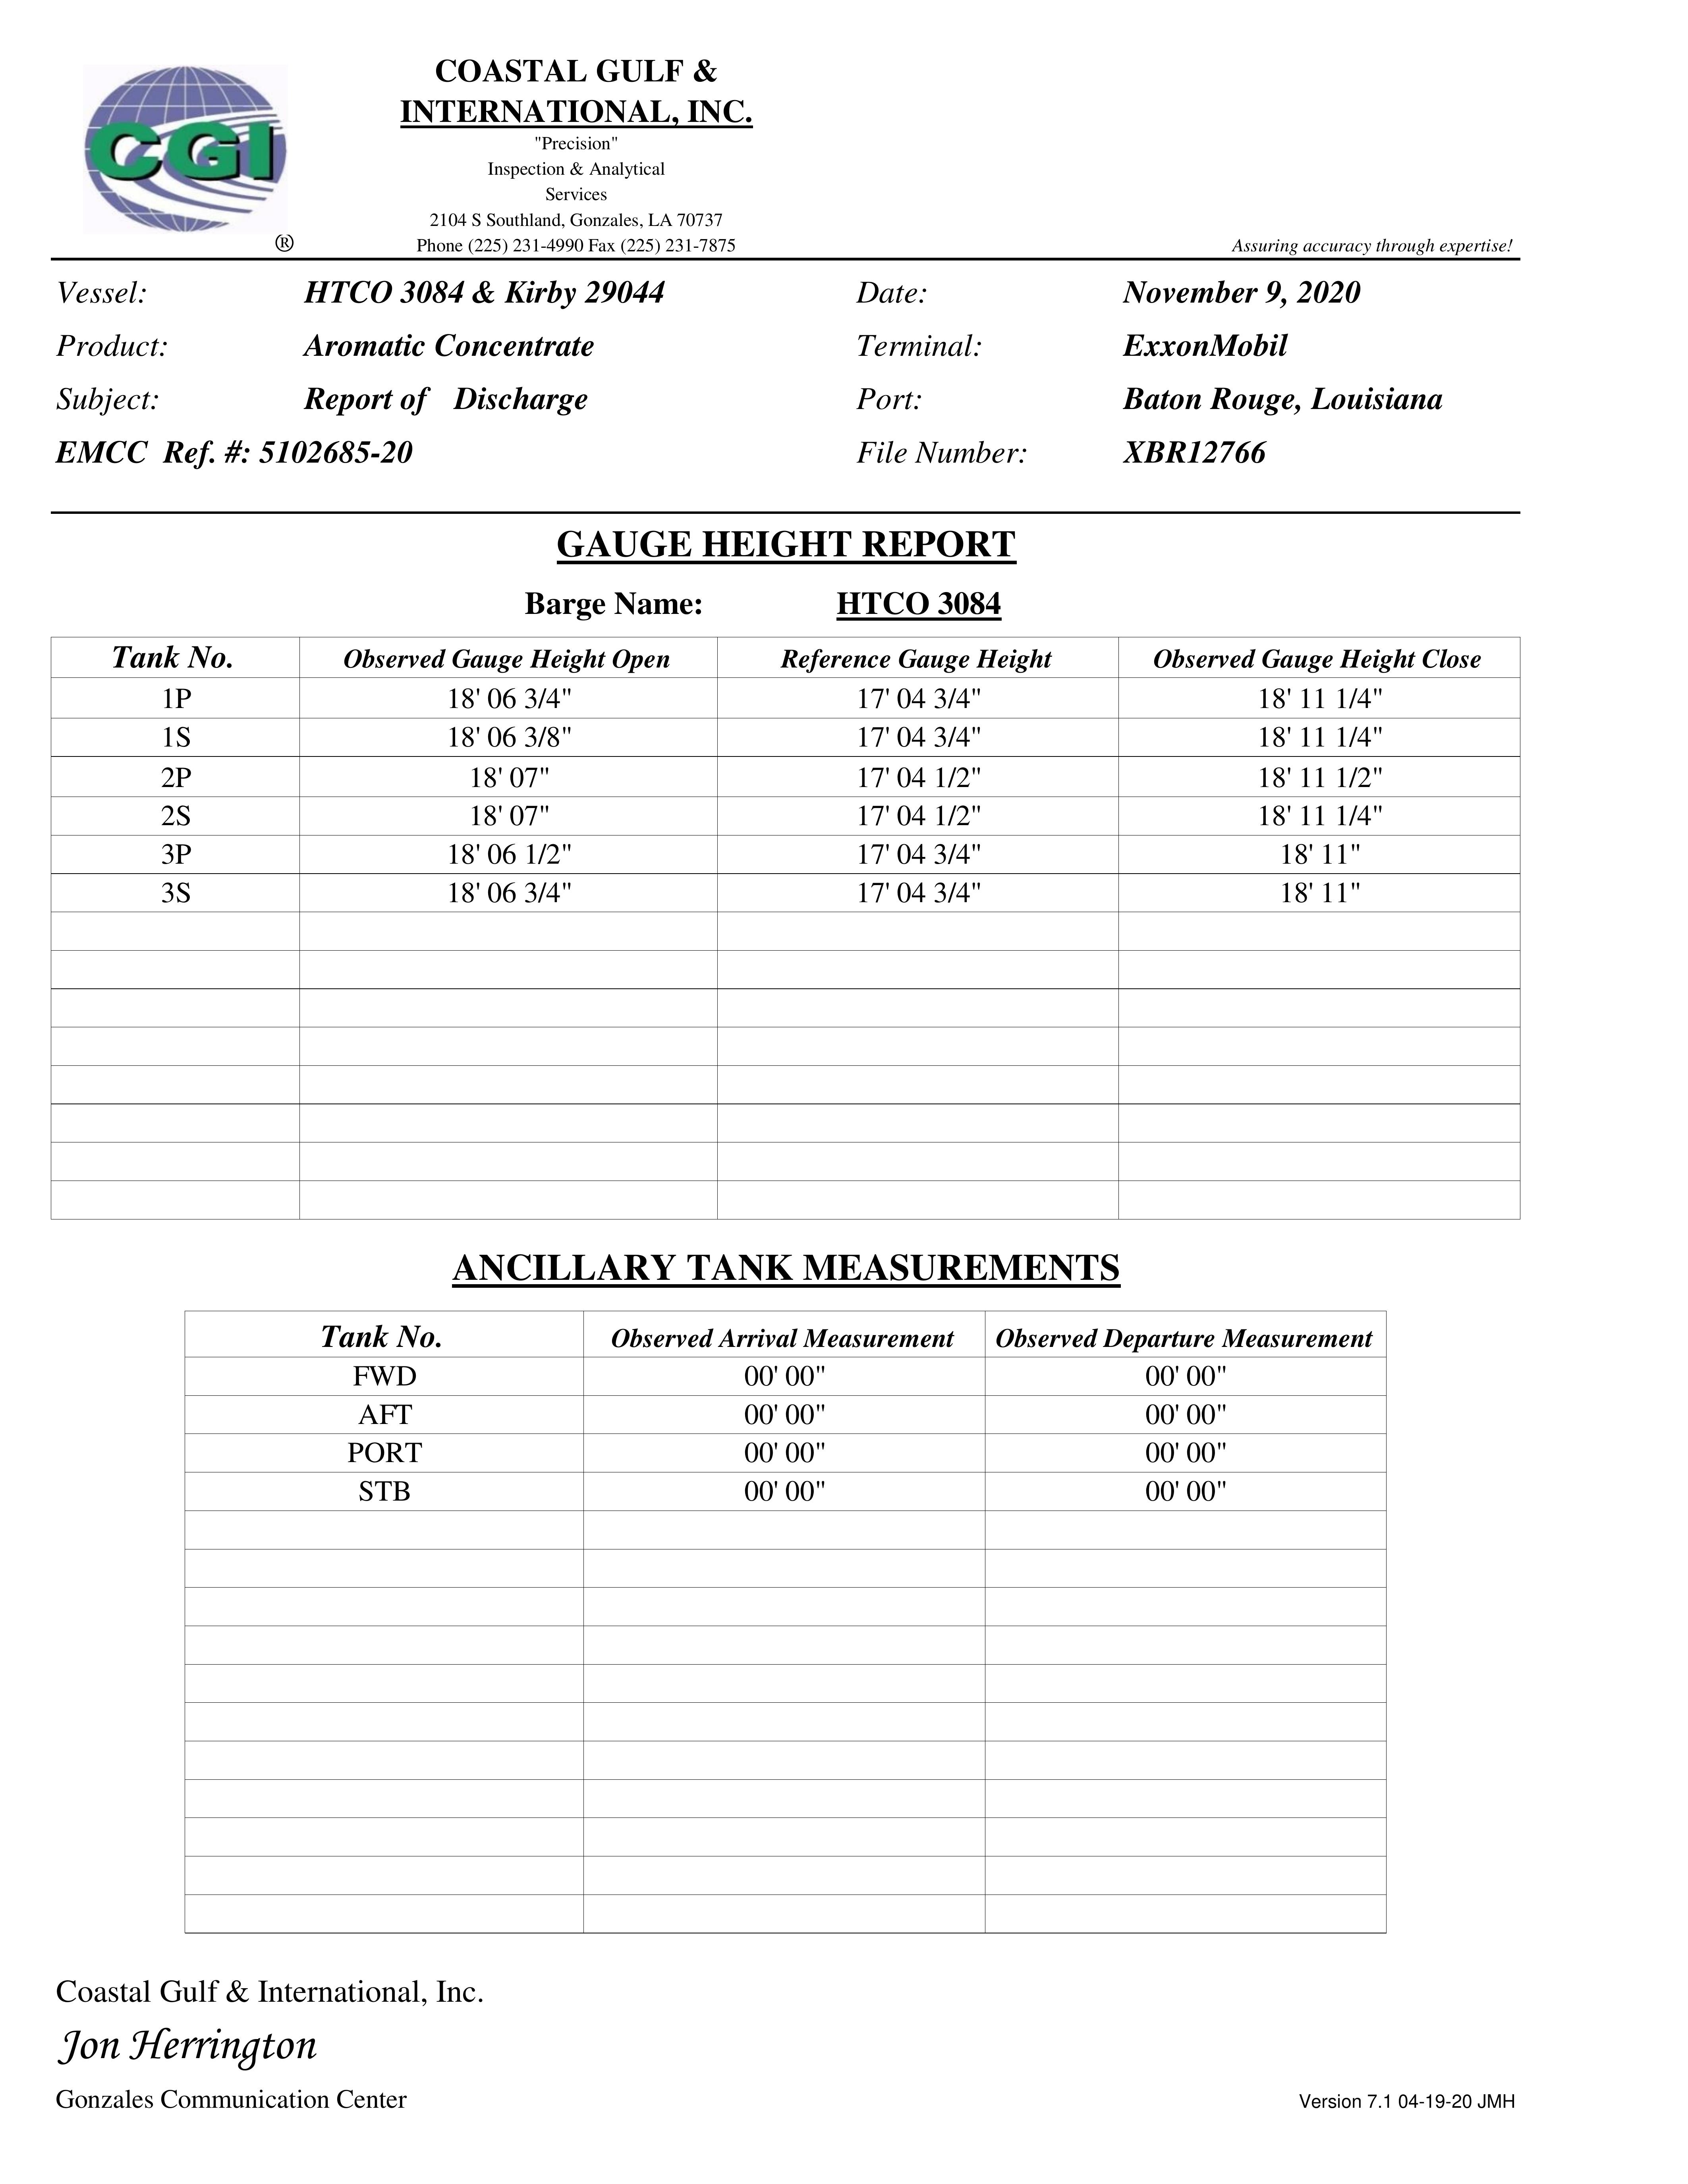 CGI
®
COASTAL GULF &
INTERNATIONAL, INC.
"Precision"
Inspection & Analytical
Services
2104 S Southland, Gonzales, LA 70737
Phone (225) 231-4990 Fax (225) 231-7875
Assuring accuracy through expertise!
Vessel: HTCO 3084 & Kirby 29044 Date: November 9, 2020
Product: Aromatic Concentrate Terminal: ExxonMobil
Subject: Report of Discharge Port: Baton Rouge, Louisiana
EMCC Ref. #: 5102685-20 File Number: XBR12766
GAUGE HEIGHT REPORT
Barge Name: HTCO 3084
Tank No. Observed Gauge Height Open Reference Gauge Height Observed Gauge Height Close
1P 18' 06 3/4" 17' 04 3/4" 18' 11 1/4"
1S 18' 06 3/8" 17' 04 3/4" 18' 11 1/4"
2P 18' 07" 17' 04 1/2" 18' 11 1/2"
2S 18' 07" 17' 04 1/2" 18' 11 1/4"
3P 18' 06 1/2" 17' 04 3/4" 18' 11"
3S 18' 06 3/4" 17' 04 3/4" 18' 11"
ANCILLARY TANK MEASUREMENTS
Tank No. Observed Arrival Measurement Observed Departure Measurement
FWD 00' 00" 00' 00"
AFT 00' 00" 00' 00"
PORT 00' 00" 00' 00"
STB 00' 00" 00' 00"
Coastal Gulf & International, Inc.
Jon Herrington
Gonzales Communication Center
Version 7.1 04-19-20 JMH